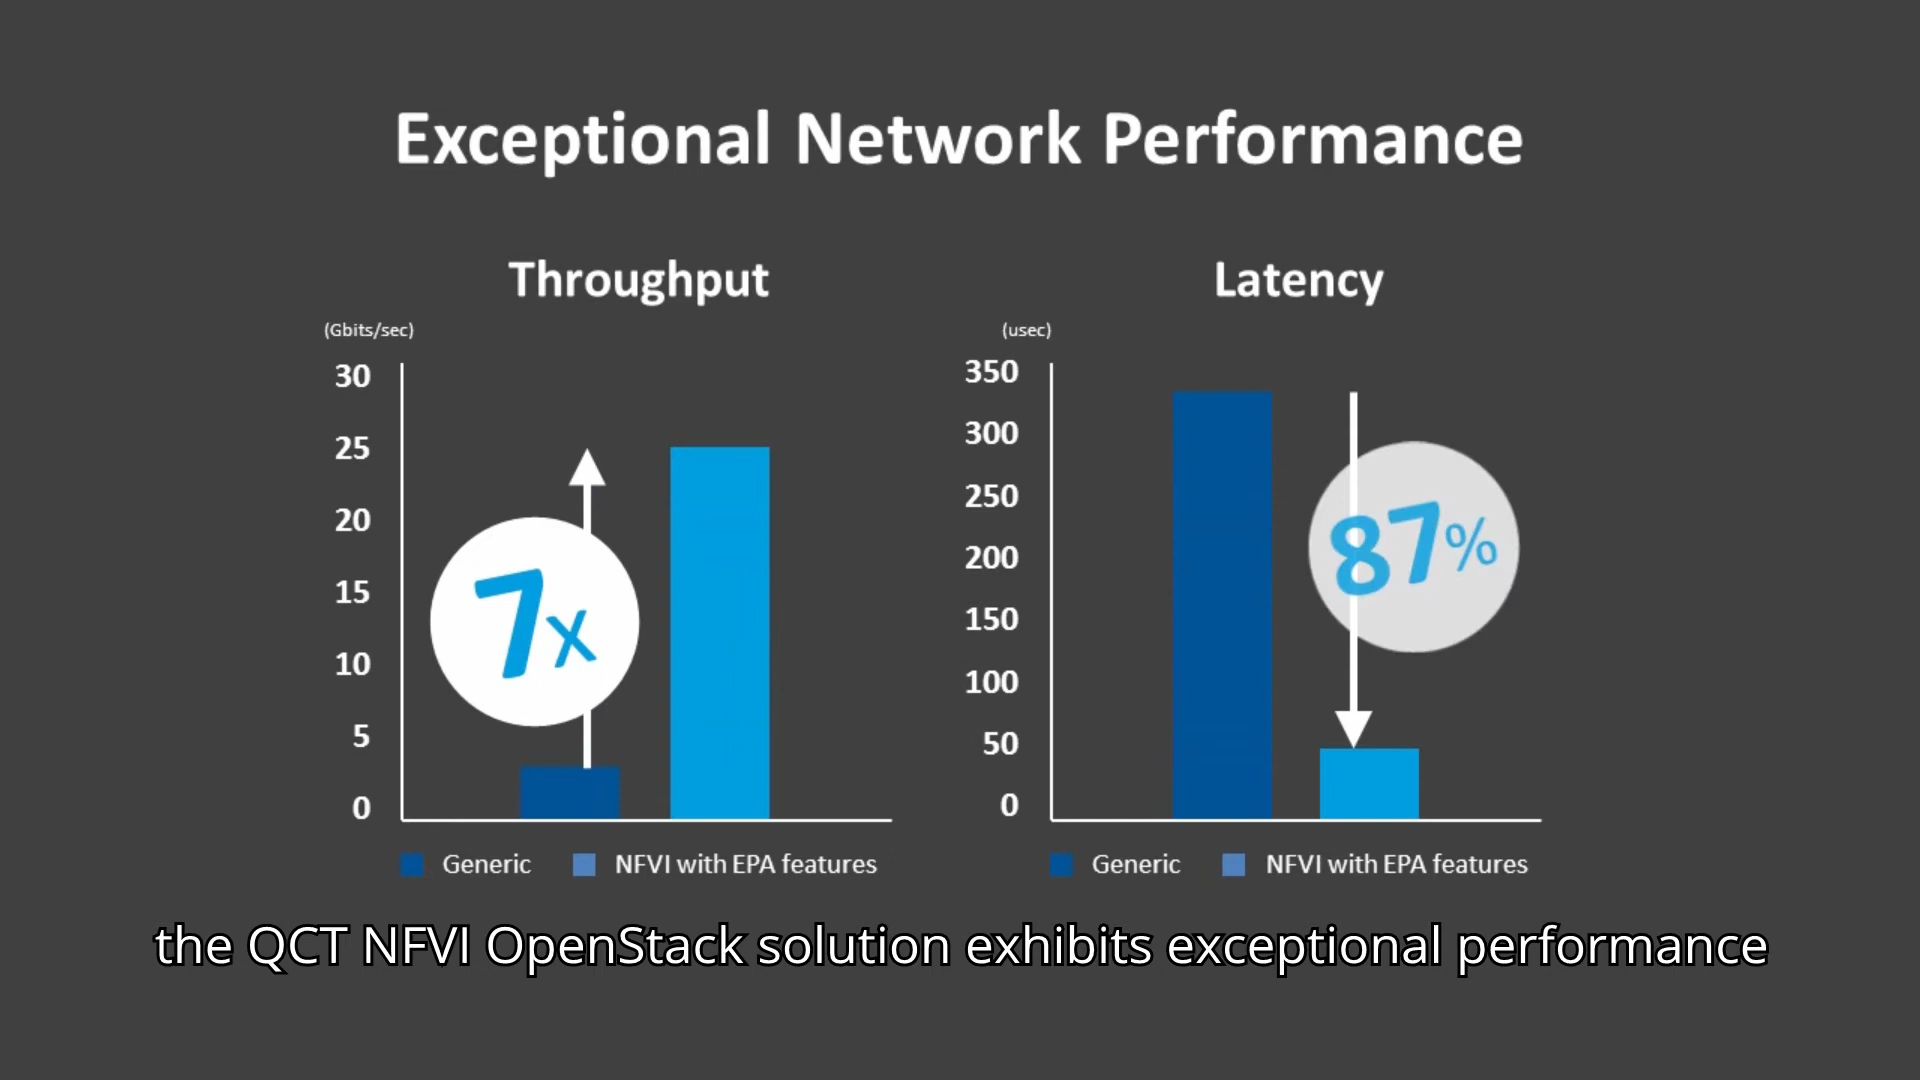 Exceptional Network Performance
Throughput
(Gbits/sec)
30
25
20
15
10
5
0
7x
Generic
NFVI with EPA features
Latency
(usec)
350
300
250
200
150
100
50
0
87%
Generic
NFVI with EPA features
the QCT NFVI OpenStack solution exhibits exceptional performance